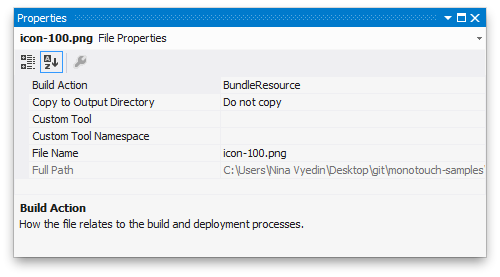 Properties
icon-100.png File Properties
Build Action BundleResource
Copy to Output Directory Do not copy
Custom Tool
Custom Tool Namespace
File Name icon-100.png
Full Path C:\Users\Nina Vyedin\Desktop\git\monotouch-samples\
Build Action
How the file relates to the build and deployment processes.